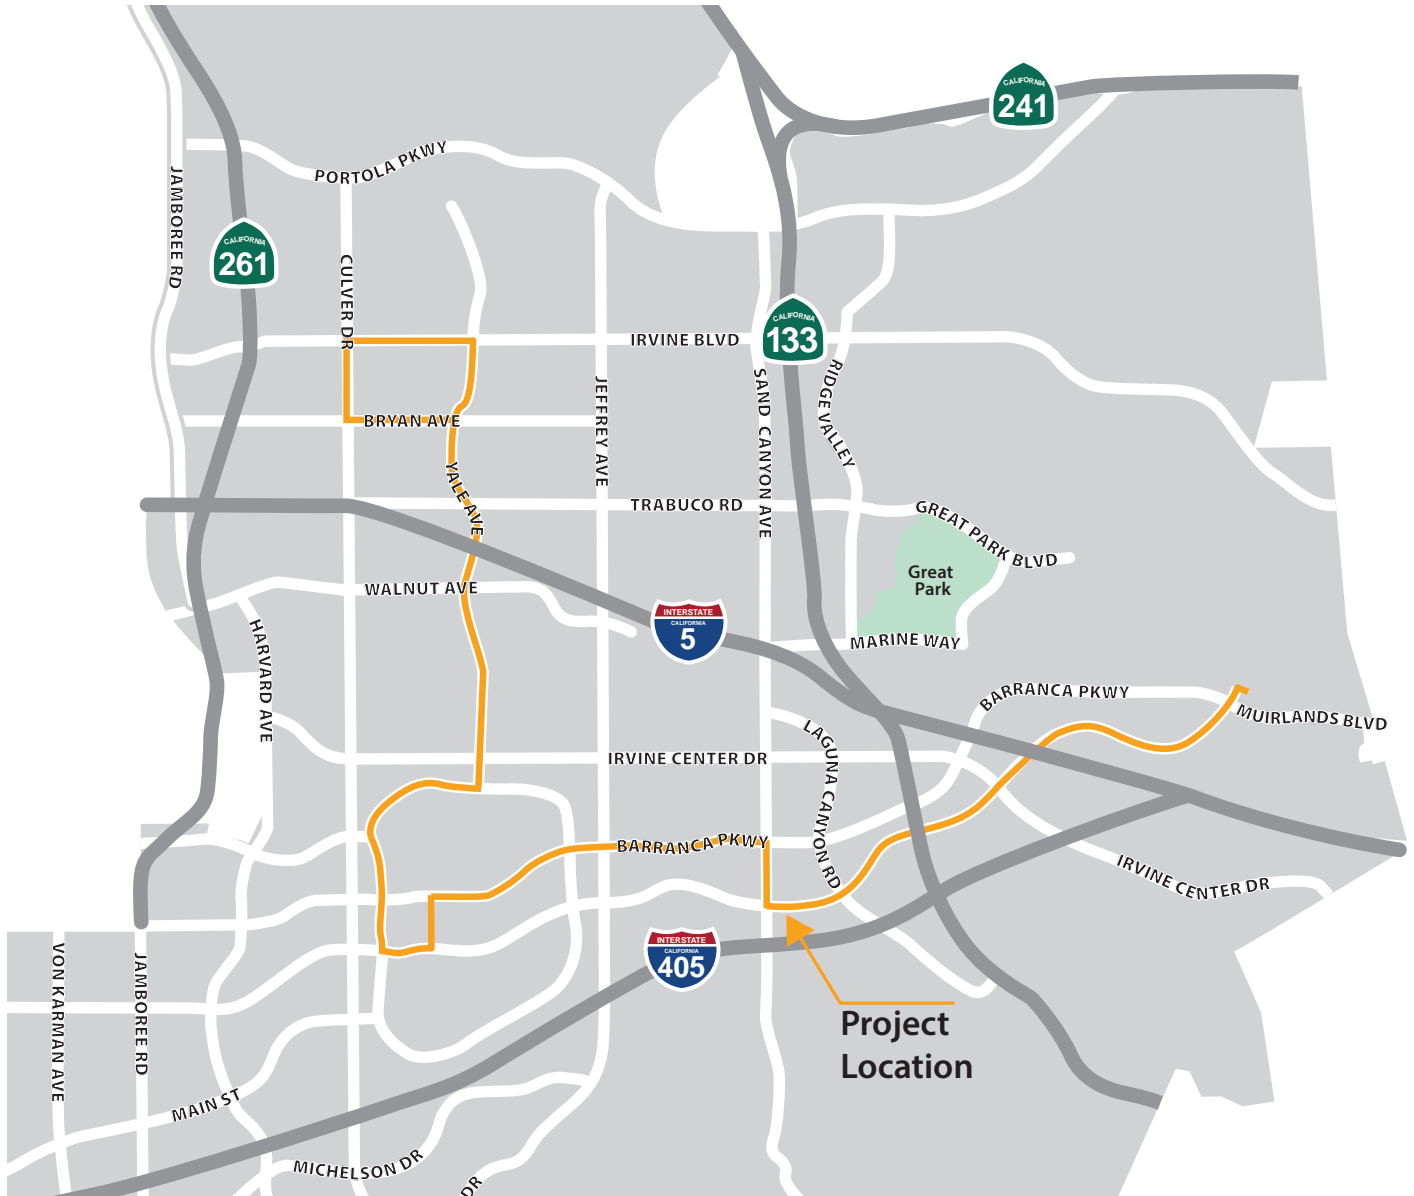 CALIFORNIA
241
PORTOLA PKWY
JAMBOREE RD
CALIFORNIA
261
CULVER DR
CALIFORNIA
133
IRVINE BLVD
RIDGE VALLEY
SAND CANYON AVE
JEFFREY AVE
BRYAN AVE
YALE AVE
TRABUCO RD
GREAT PARK BLVD
Great
Park
WALNUT AVE
INTERSTATE
CALIFORNIA
5
MARINE WAY
HARVARD AVE
BARRANCA PKWY
MUIRLANDS BLVD
LAGUNA CANYON RD
IRVINE CENTER DR
BARRANCA PKWY
IRVINE CENTER DR
INTERSTATE
CALIFORNIA
405
VON KARMAN AVE
JAMBOREE RD
Project
Location
MAIN ST
MICHELSON DR
DR